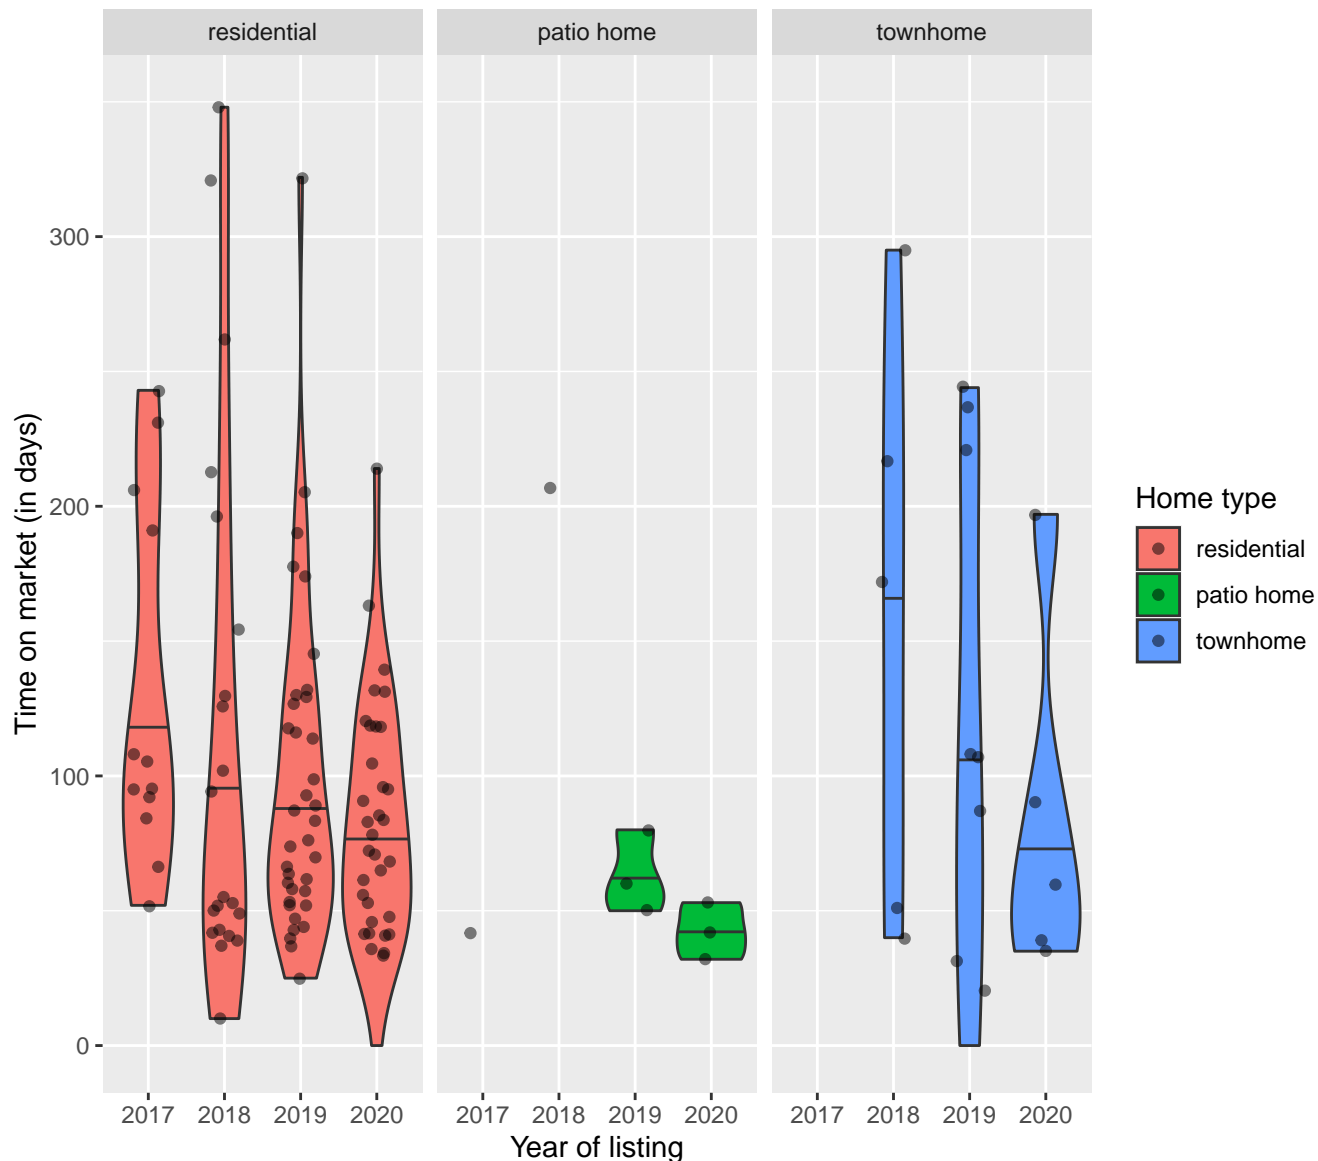 residential patio home townhome
300
200
100
0
Time on market (in days)
2017 2018 2019 2020 2017 2018 2019 2020 2017 2018 2019 2020
Year of listing
Home type
residential
patio home
townhome